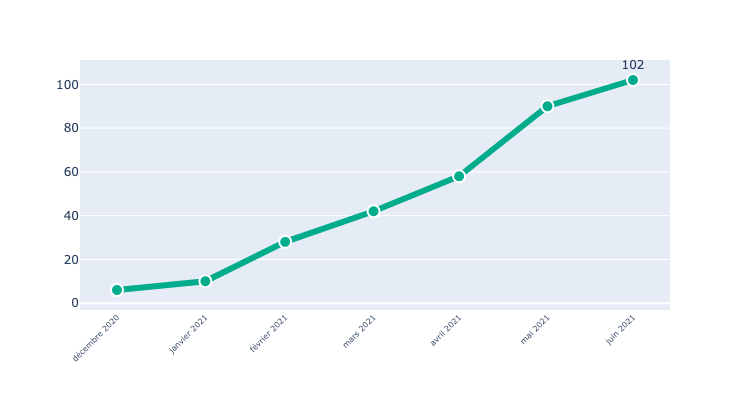 102
100
80
60
40
20
0
décembre 2020
janvier 2021
février 2021
mars 2021
avril 2021
mai 2021
juin 2021